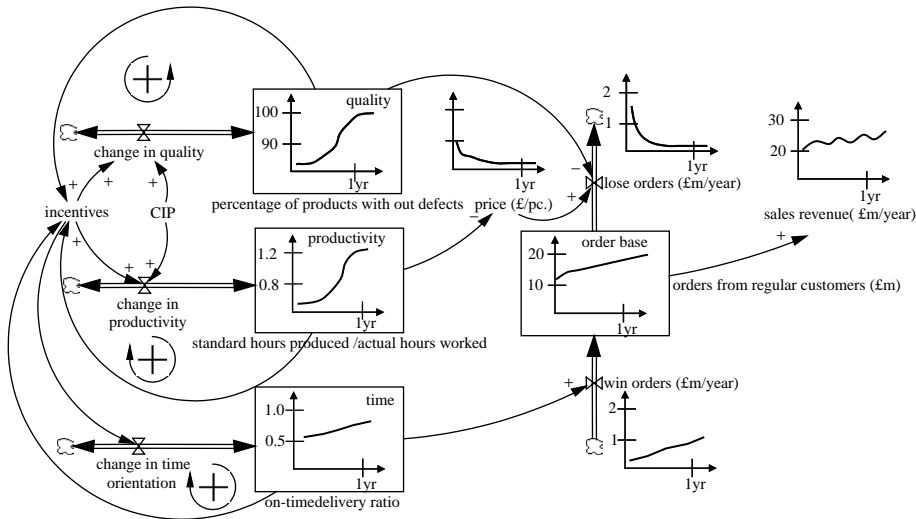 quality
100
90
1yr
change in quality
percentage of products with out defects
+
+
+
+
incentives
CIP
+
+
+
productivity
1.2
0.8
1yr
change in
productivity
standard hours produced /actual hours worked
+
time
1.0
0.5
1yr
change in time
orientation
on-timedelivery ratio
+
price (£/pc.)
−
−
+
2
1
1yr
lose orders (£m/year)
order base
20
10
1yr
orders from regular customers (£m)
+
win orders (£m/year)
+
2
1
1yr
30
20
1yr
sales revenue( £m/year)
+